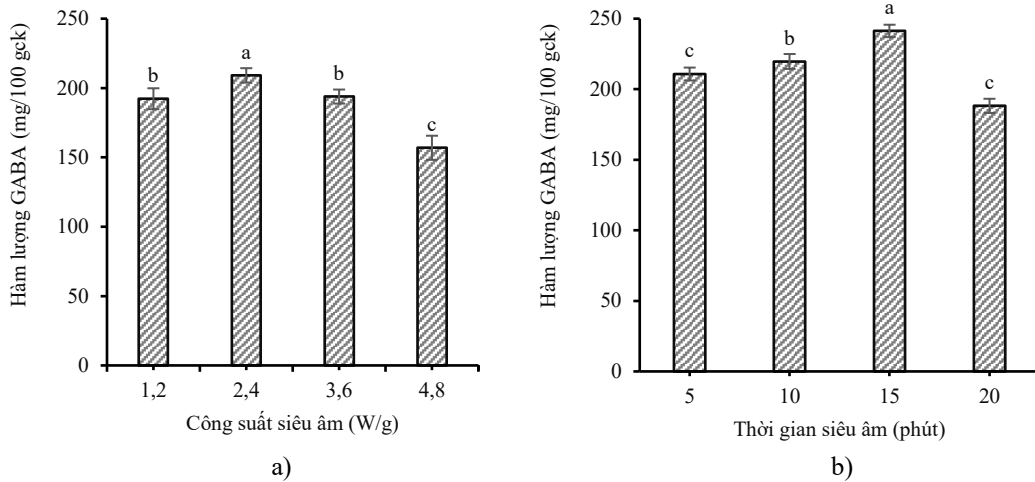 Hàm lượng GABA (mg/100 gck)
250
200
150
100
50
0
b
a
b
c
1,2
2,4
3,6
4,8
Công suất siêu âm (W/g)
a)
Hàm lượng GABA (mg/100 gck)
250
200
150
100
50
0
c
b
a
c
5
10
15
20
Thời gian siêu âm (phút)
b)